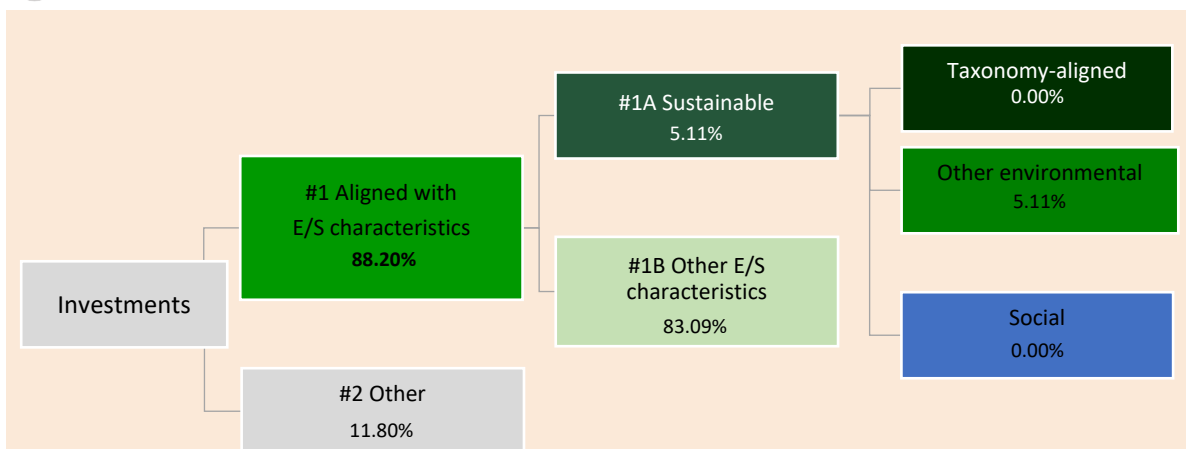 Investments
#1 Aligned with
E/S characteristics
88.20%
#2 Other
11.80%
#1A Sustainable
5.11%
#1B Other E/S
characteristics
83.09%
Taxonomy-aligned
0.00%
Other environmental
5.11%
Social
0.00%